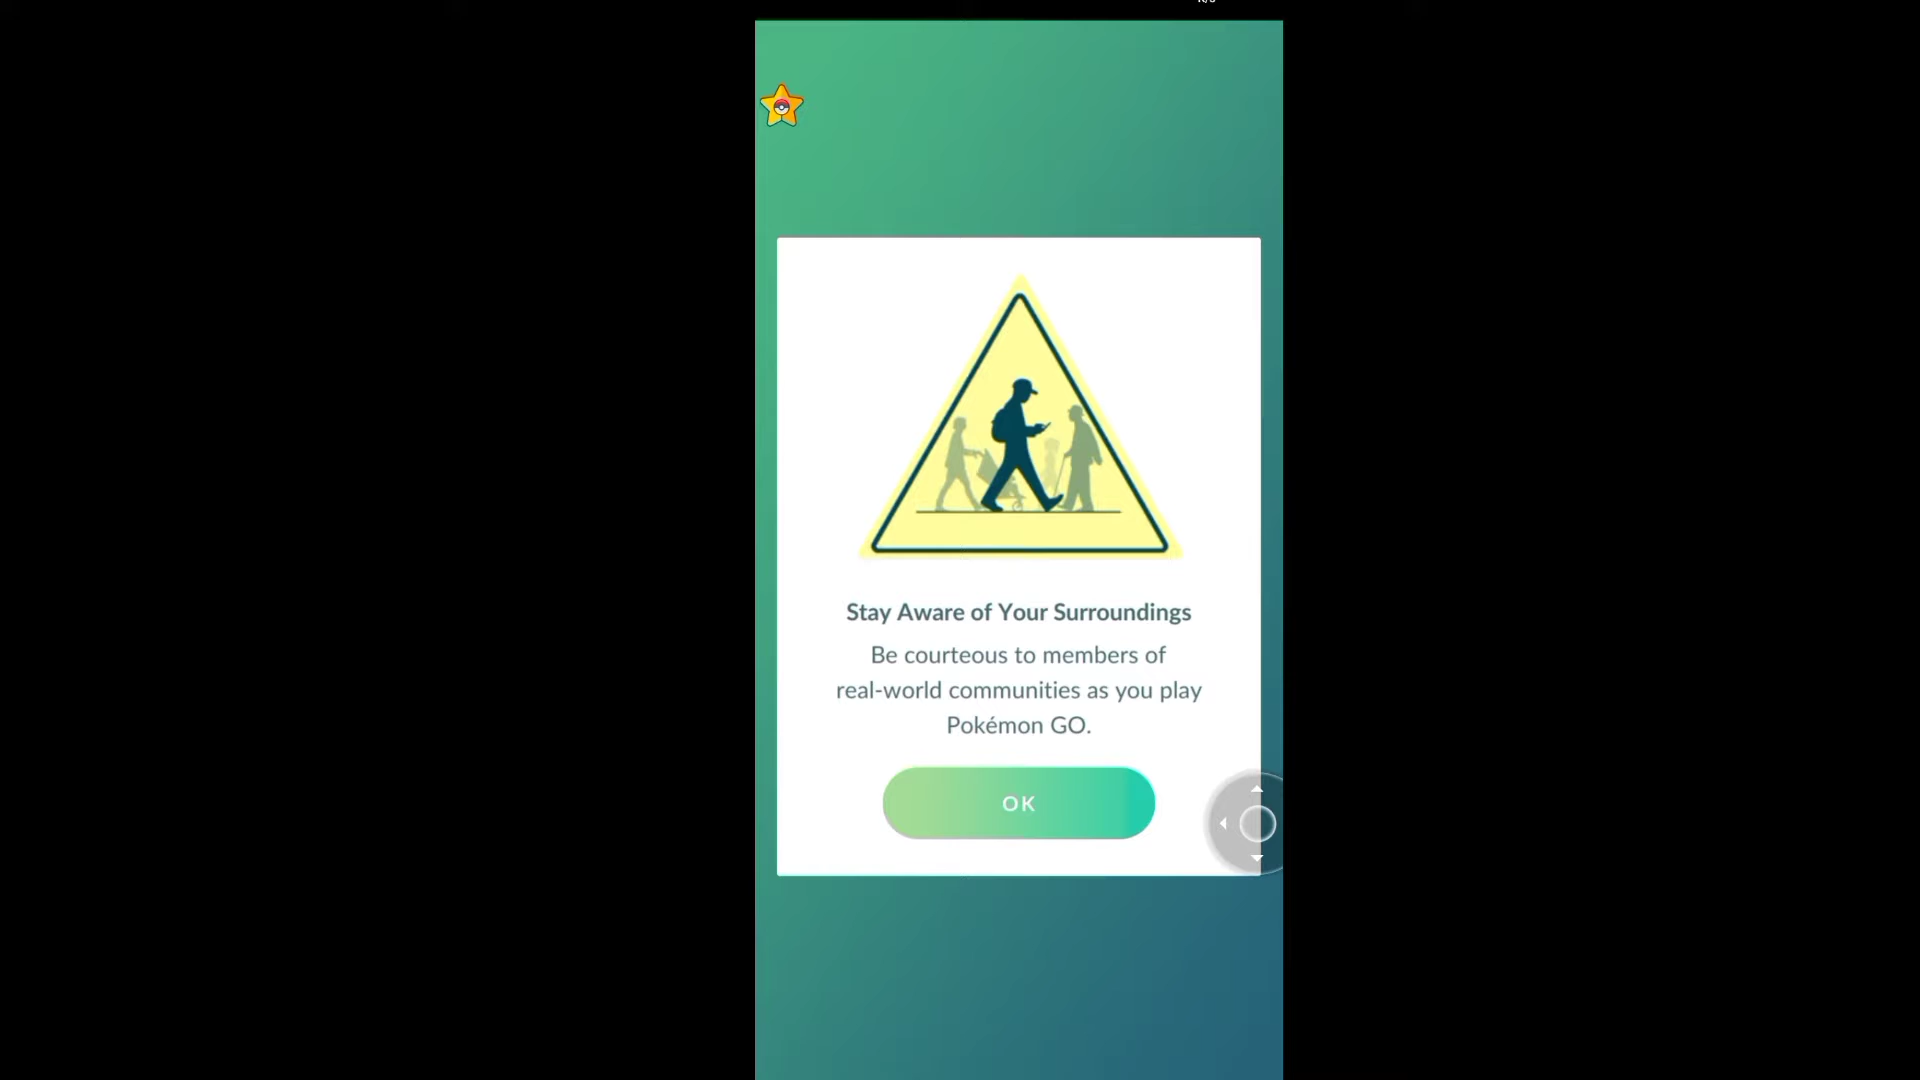 Stay Aware of Your Surroundings
Be courteous to members of
real-world communities as you play
Pokémon GO.
OK